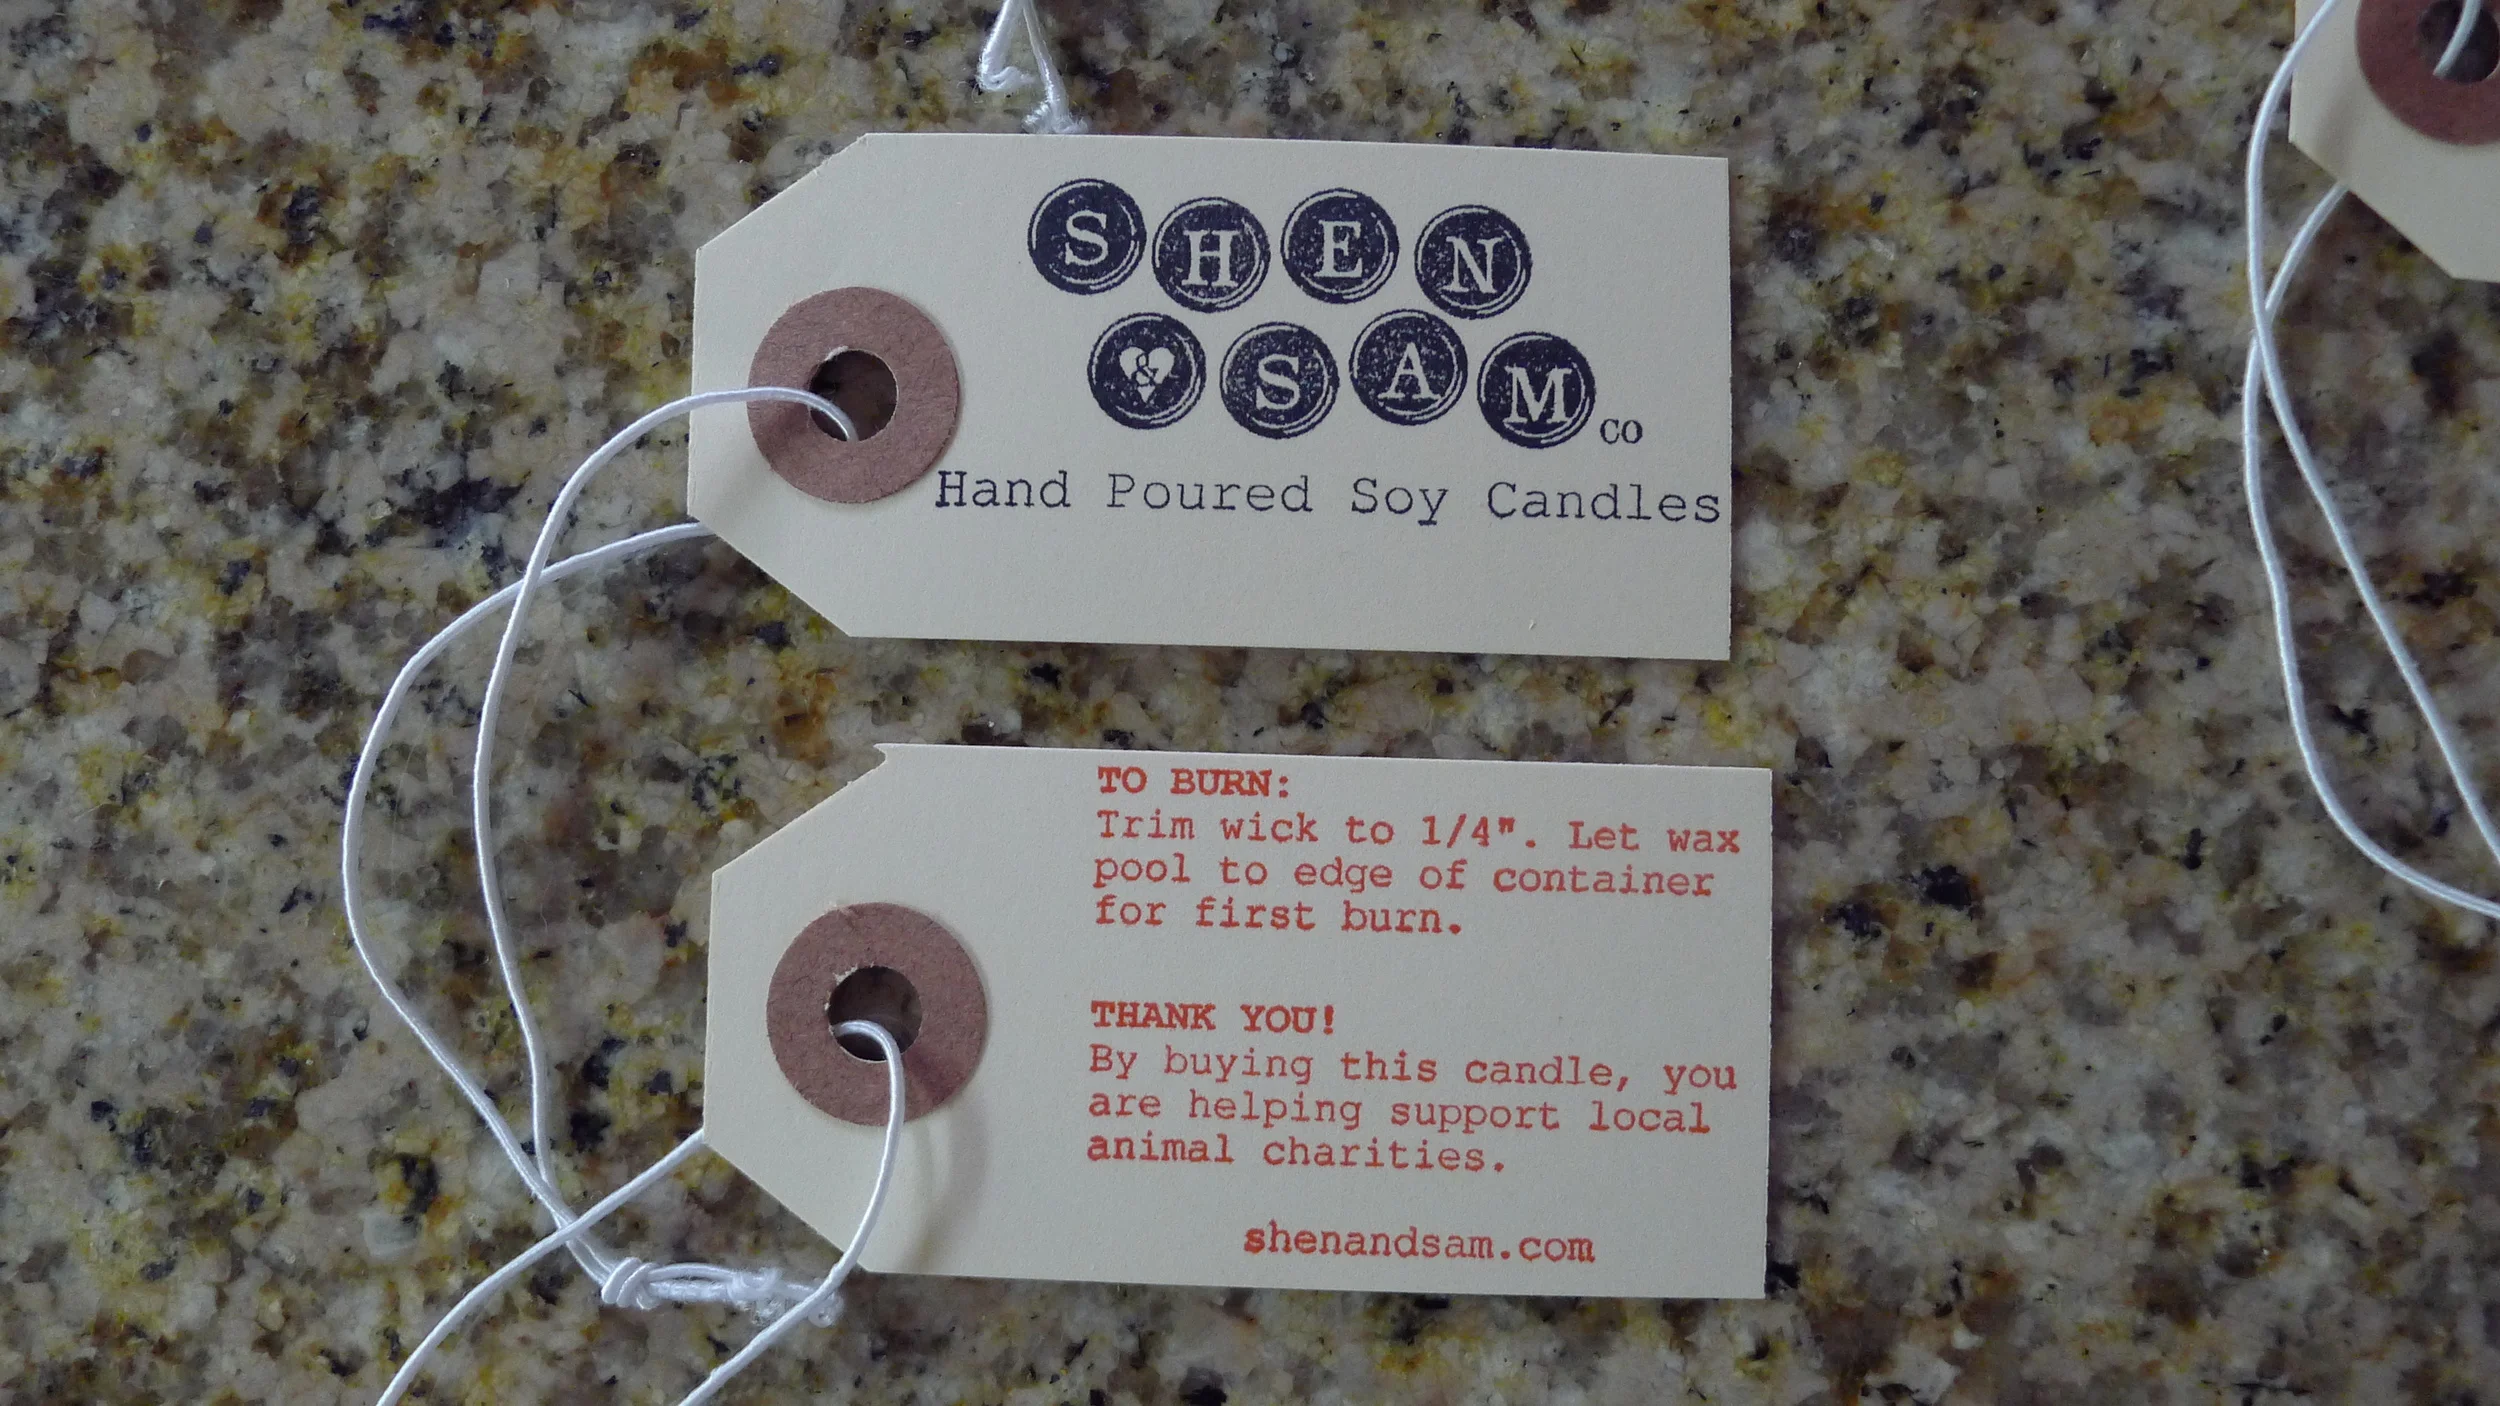 SHEN
&SAM CO
Hand Poured Soy Candles
TO BURN:
Trim wick to 1/4". Let wax
pool to edge of container
for first burn.
THANK YOU!
By buying this candle, you
are helping support local
animal charities.
shenandsam.com